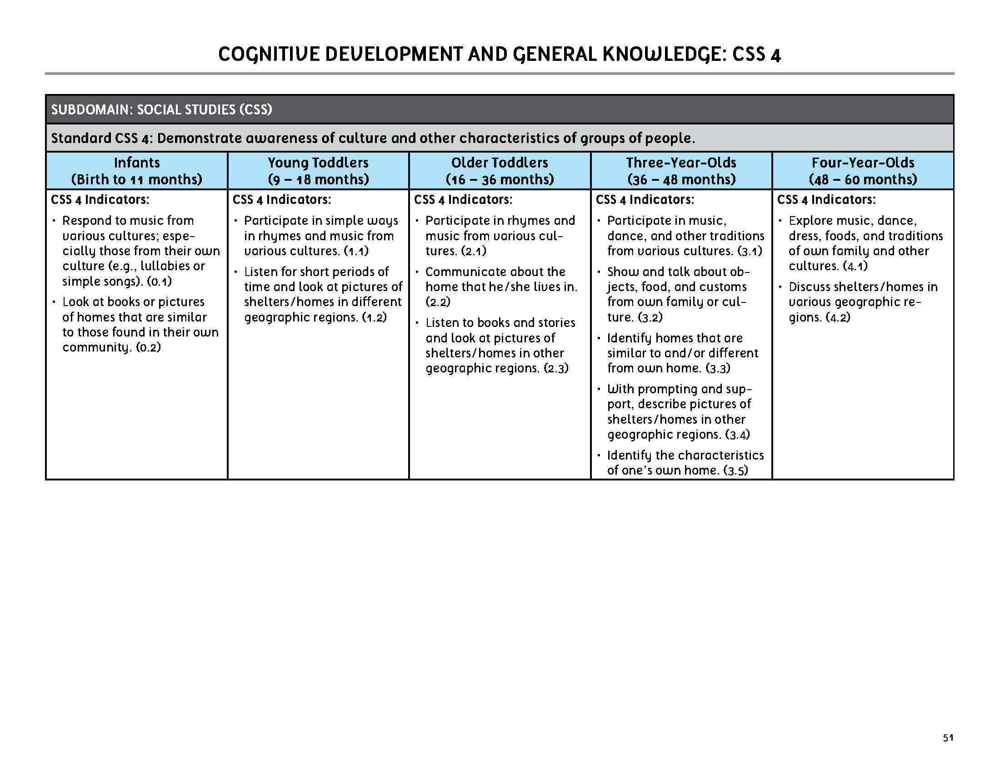 COGNITIVE DEVELOPMENT AND GENERAL KNOWLEDGE: CSS 4
SUBDOMAIN: SOCIAL STUDIES (CSS)
Standard CSS 4: Demonstrate awareness of culture and other characteristics of groups of people.
Infants
(Birth to 11 months)
CSS 4 Indicators:
• Respond to music from
various cultures; espe-
cially those from their own
culture (e.g., lullabies or
simple songs). (0.1)
• Look at books or pictures
of homes that are similar
to those found in their own
community. (0.2)
Young Toddlers
(9 – 18 months)
CSS 4 Indicators:
• Participate in simple ways
in rhymes and music from
various cultures. (1.1)
• Listen for short periods of
time and look at pictures of
shelters/homes in different
geographic regions. (1.2)
Older Toddlers
(16 – 36 months)
CSS 4 Indicators:
• Participate in rhymes and
music from various cul-
tures. (2.1)
• Communicate about the
home that he/she lives in.
(2.2)
• Listen to books and stories
and look at pictures of
shelters/homes in other
geographic regions. (2.3)
Three-Year-Olds
(36 – 48 months)
CSS 4 Indicators:
• Participate in music,
dance, and other traditions
from various cultures. (3.1)
• Show and talk about ob-
jects, food, and customs
from own family or cul-
ture. (3.2)
• Identify homes that are
similar to and/or different
from own home. (3.3)
• With prompting and sup-
port, describe pictures of
shelters/homes in other
geographic regions. (3.4)
• Identify the characteristics
of one's own home. (3.5)
Four-Year-Olds
(48 – 60 months)
CSS 4 Indicators:
• Explore music, dance,
dress, foods, and traditions
of own family and other
cultures. (4.1)
• Discuss shelters/homes in
various geographic re-
gions. (4.2)
51